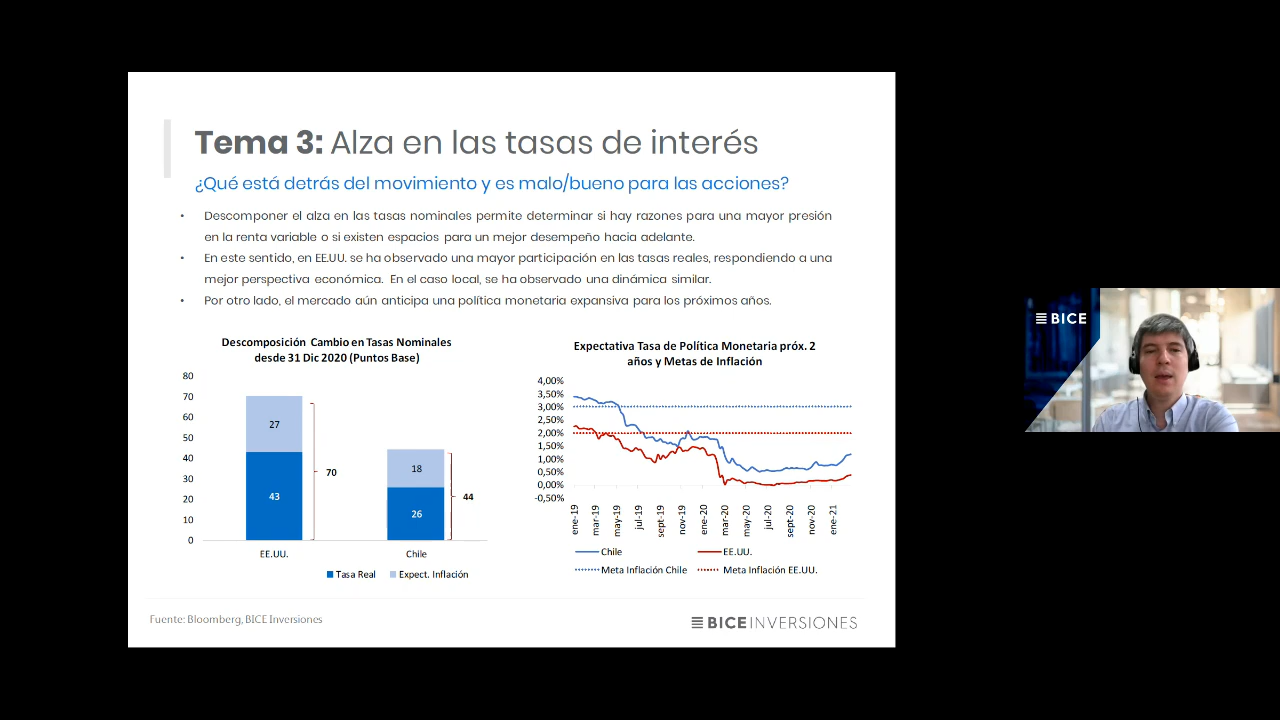 Tema 3: Alza en las tasas de interés
¿Qué está detrás del movimiento y es malo/bueno para las acciones?
• Descomponer el alza en las tasas nominales permite determinar si hay razones para una mayor presión
en la renta variable o si existen espacios para un mejor desempeño hacia adelante.
• En este sentido, en EE.UU. se ha observado una mayor participación en las tasas reales, respondiendo a una
mejor perspectiva económica. En el caso local, se ha observado una dinámica similar.
• Por otro lado, el mercado aún anticipa una política monetaria expansiva para los próximos años.
Descomposición Cambio en Tasas Nominales
desde 31 Dic 2020 (Puntos Base)
80
70
60
50
40
30
20
10
0
27
43
70
18
26
44
EE.UU.
Chile
Tasa Real
Expect. Inflación
Expectativa Tasa de Política Monetaria próx. 2
años y Metas de Inflación
4,00%
3,50%
3,00%
2,50%
2,00%
1,50%
1,00%
0,50%
0,00%
-0,50%
ene-19
mar-19
may-19
jul-19
sept-19
nov-19
ene-20
mar-20
may-20
jul-20
sept-20
nov-20
ene-21
Chile
EE.UU.
Meta Inflación Chile
Meta Inflación EE.UU.
Fuente: Bloomberg, BICE Inversiones
BICEINVERSIONES
BICE